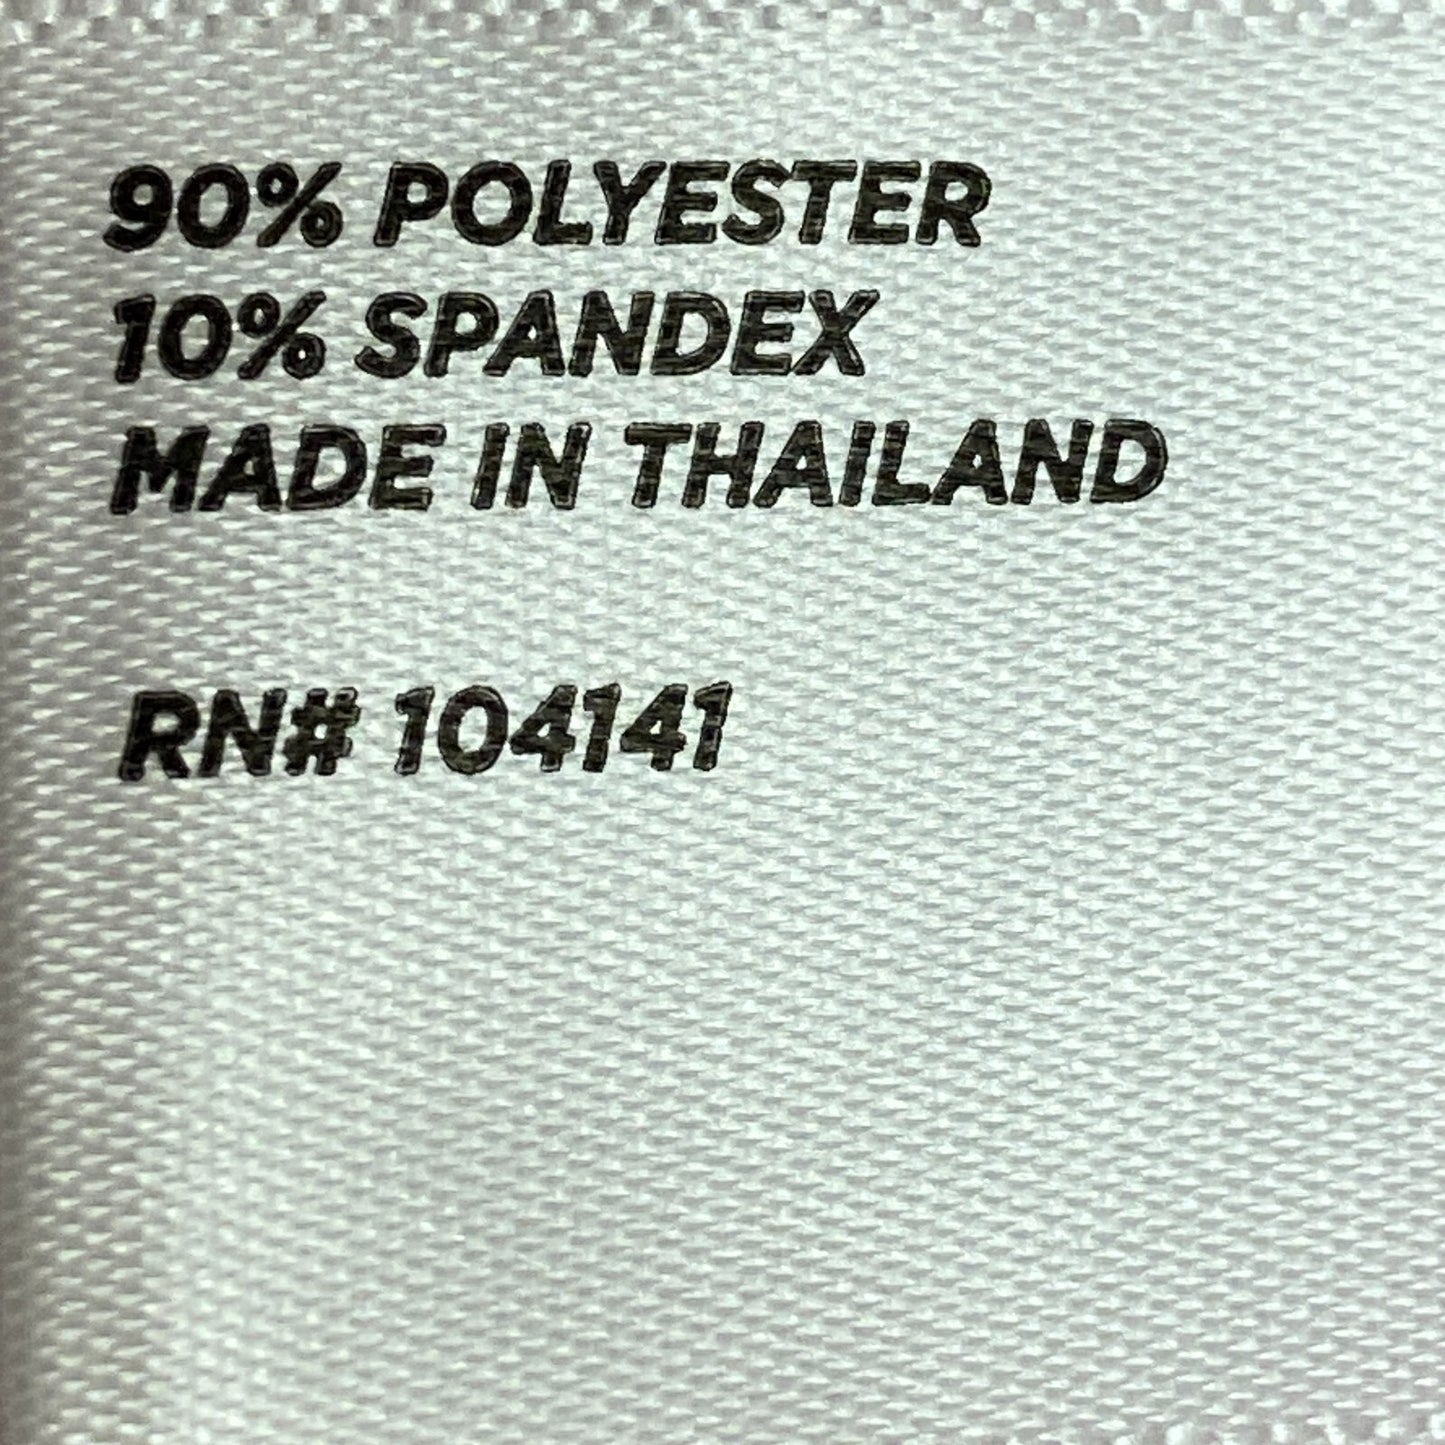 90% POLYESTER
10% SPANDEX
MADE IN THAILAND
RN# 104141